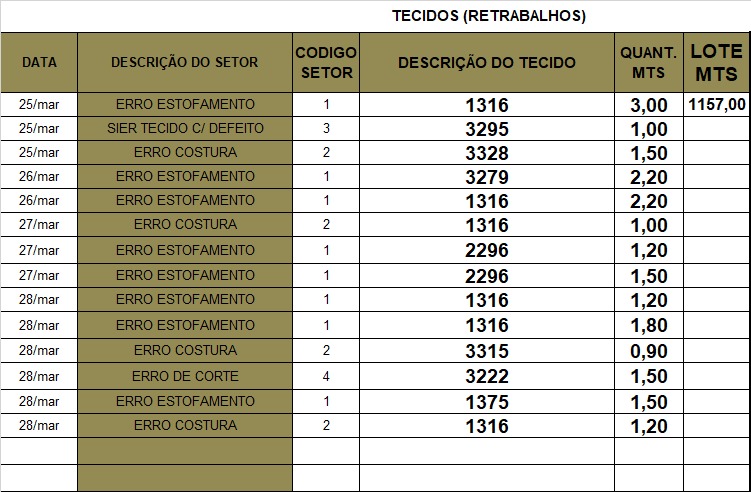 TECIDOS (RETRABALHOS)
DATA DESCRIÇÃO DO SETOR CODIGO SETOR DESCRIÇÃO DO TECIDO QUANT. MTS LOTE MTS
25/mar ERRO ESTOFAMENTO 1 1316 3,00 1157,00
25/mar SIER TECIDO C/ DEFEITO 3 3295 1,00
25/mar ERRO COSTURA 2 3328 1,50
26/mar ERRO ESTOFAMENTO 1 3279 2,20
26/mar ERRO ESTOFAMENTO 1 1316 2,20
27/mar ERRO COSTURA 2 1316 1,00
27/mar ERRO ESTOFAMENTO 1 2296 1,20
27/mar ERRO ESTOFAMENTO 1 2296 1,50
28/mar ERRO ESTOFAMENTO 1 1316 1,20
28/mar ERRO ESTOFAMENTO 1 1316 1,80
28/mar ERRO COSTURA 2 3315 0,90
28/mar ERRO DE CORTE 4 3222 1,50
28/mar ERRO ESTOFAMENTO 1 1375 1,50
28/mar ERRO COSTURA 2 1316 1,20